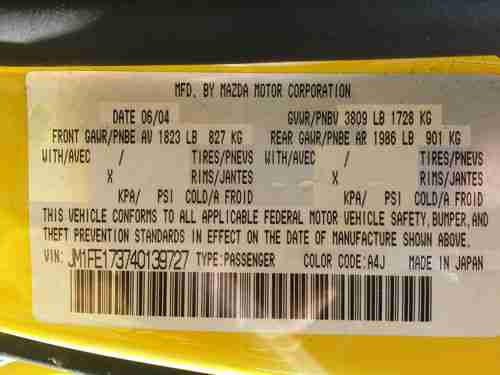 MFD. BY MAZDA MOTOR CORPORATION
DATE 06/04 GVWR/PNBV 3809 LB 1728 KG
FRONT GAWR/PNBE AV 1823 LB 827 KG REAR GAWR/PNBE AR 1986 LB 901 KG
WITH/AVEC / TIRES/PNEUS WITH/AVEC / TIRES/PNEUS
X RIMS/JANTES X RIMS/JANTES
KPA/ PSI COLD/A FROID KPA/ PSI COLD/A FROID
THIS VEHICLE CONFORMS TO ALL APPLICABLE FEDERAL MOTOR VEHICLE SAFETY,BUMPER,AND
THEFT PREVENTION STANDARDS IN EFFECT ON THE DATE OF MANUFACTURE SHOWN ABOVE.
VIN: JM1FE173740139727 TYPE:PASSENGER COLOR CODE:A4J MADE IN JAPAN